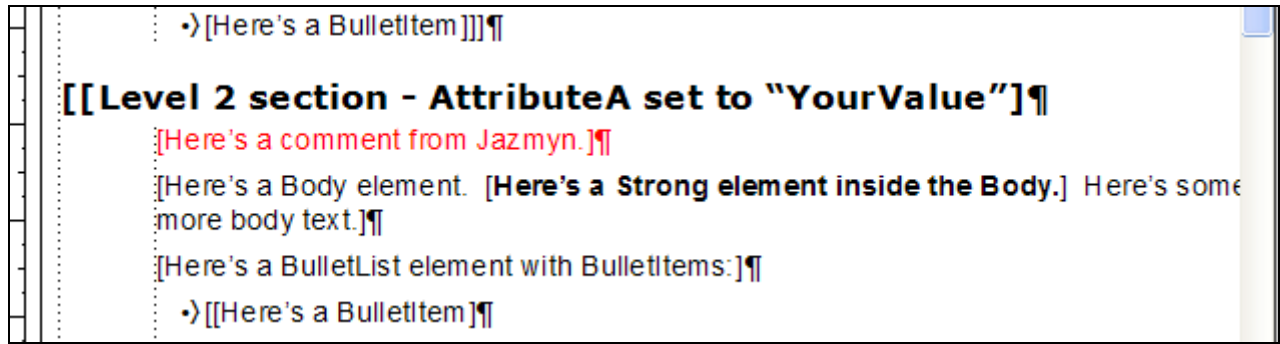 •⟩[Here’s a BulletItem]]]¶
[[Level 2 section - AttributeA set to “YourValue”]¶
[Here’s a comment from Jazmyn.]¶
[Here’s a Body element.  [Here’s a Strong element inside the Body.]  Here’s some
more body text.]¶
[Here’s a BulletList element with BulletItems:]¶
•⟩[[Here’s a BulletItem]¶